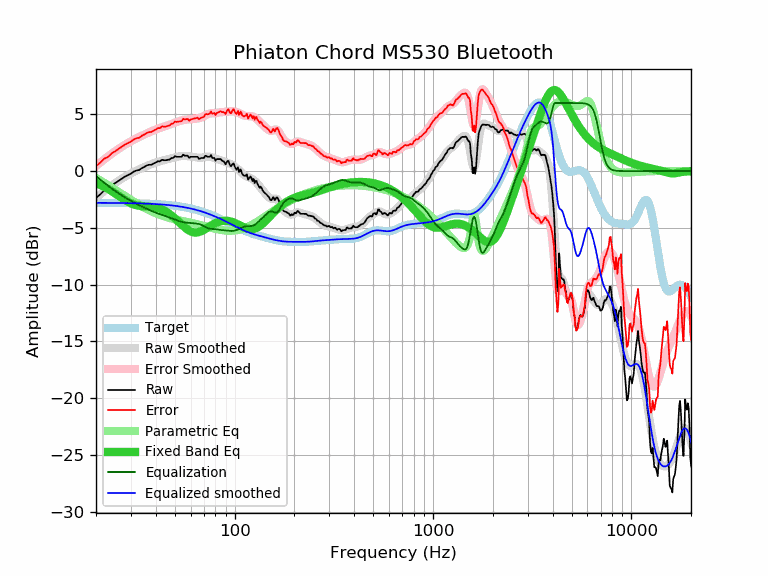 Phiaton Chord MS530 Bluetooth
5
0
−5
−10
−15
−20
−25
−30
Amplitude (dBr)
Target
Raw Smoothed
Error Smoothed
Raw
Error
Parametric Eq
Fixed Band Eq
Equalization
Equalized smoothed
100
1000
10000
Frequency (Hz)